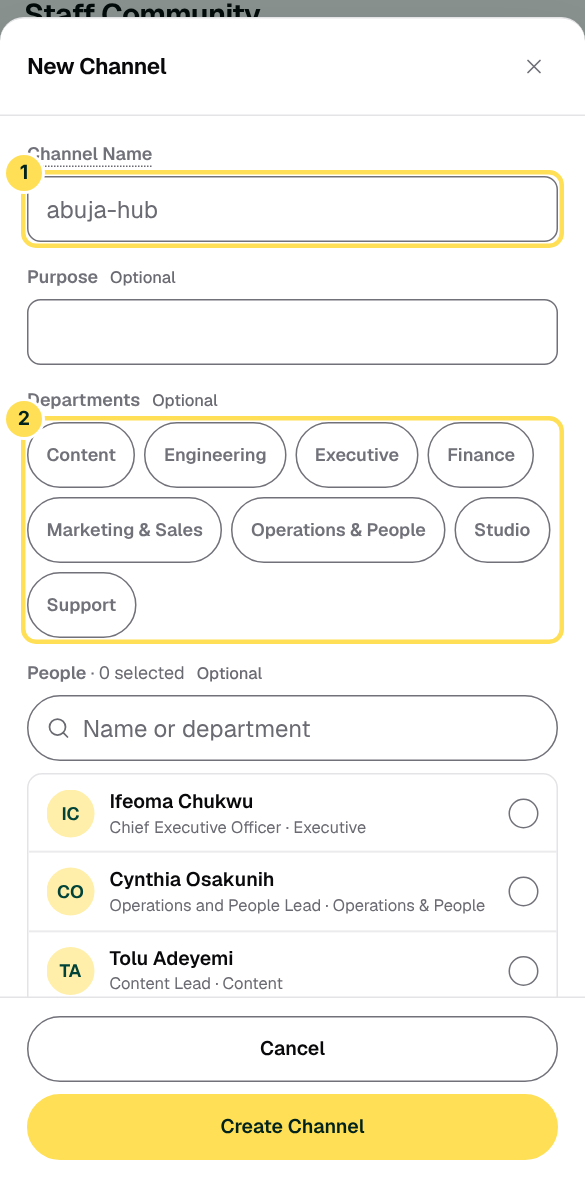 Staff Community
New Channel
Channel Name
1
abuja-hub
Purpose Optional
Departments Optional
2
Content Engineering Executive Finance
Marketing & Sales Operations & People Studio
Support
People · 0 selected Optional
Name or department
IC
Ifeoma Chukwu
Chief Executive Officer · Executive
CO
Cynthia Osakunih
Operations and People Lead · Operations & People
TA
Tolu Adeyemi
Content Lead · Content
Cancel
Create Channel